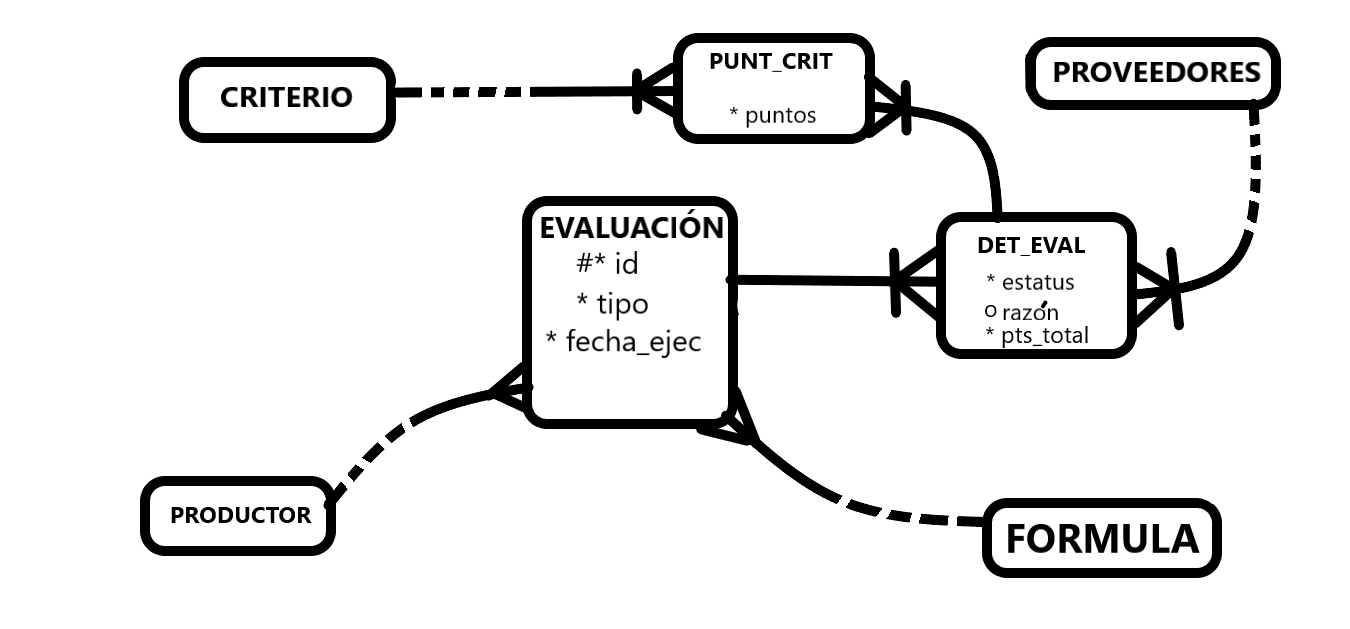 CRITERIO
PUNT_CRIT
* puntos
PROVEEDORES
EVALUACIÓN
#* id
* tipo
* fecha_ejec
DET_EVAL
* estatus
o razón
* pts_total
PRODUCTOR
FORMULA